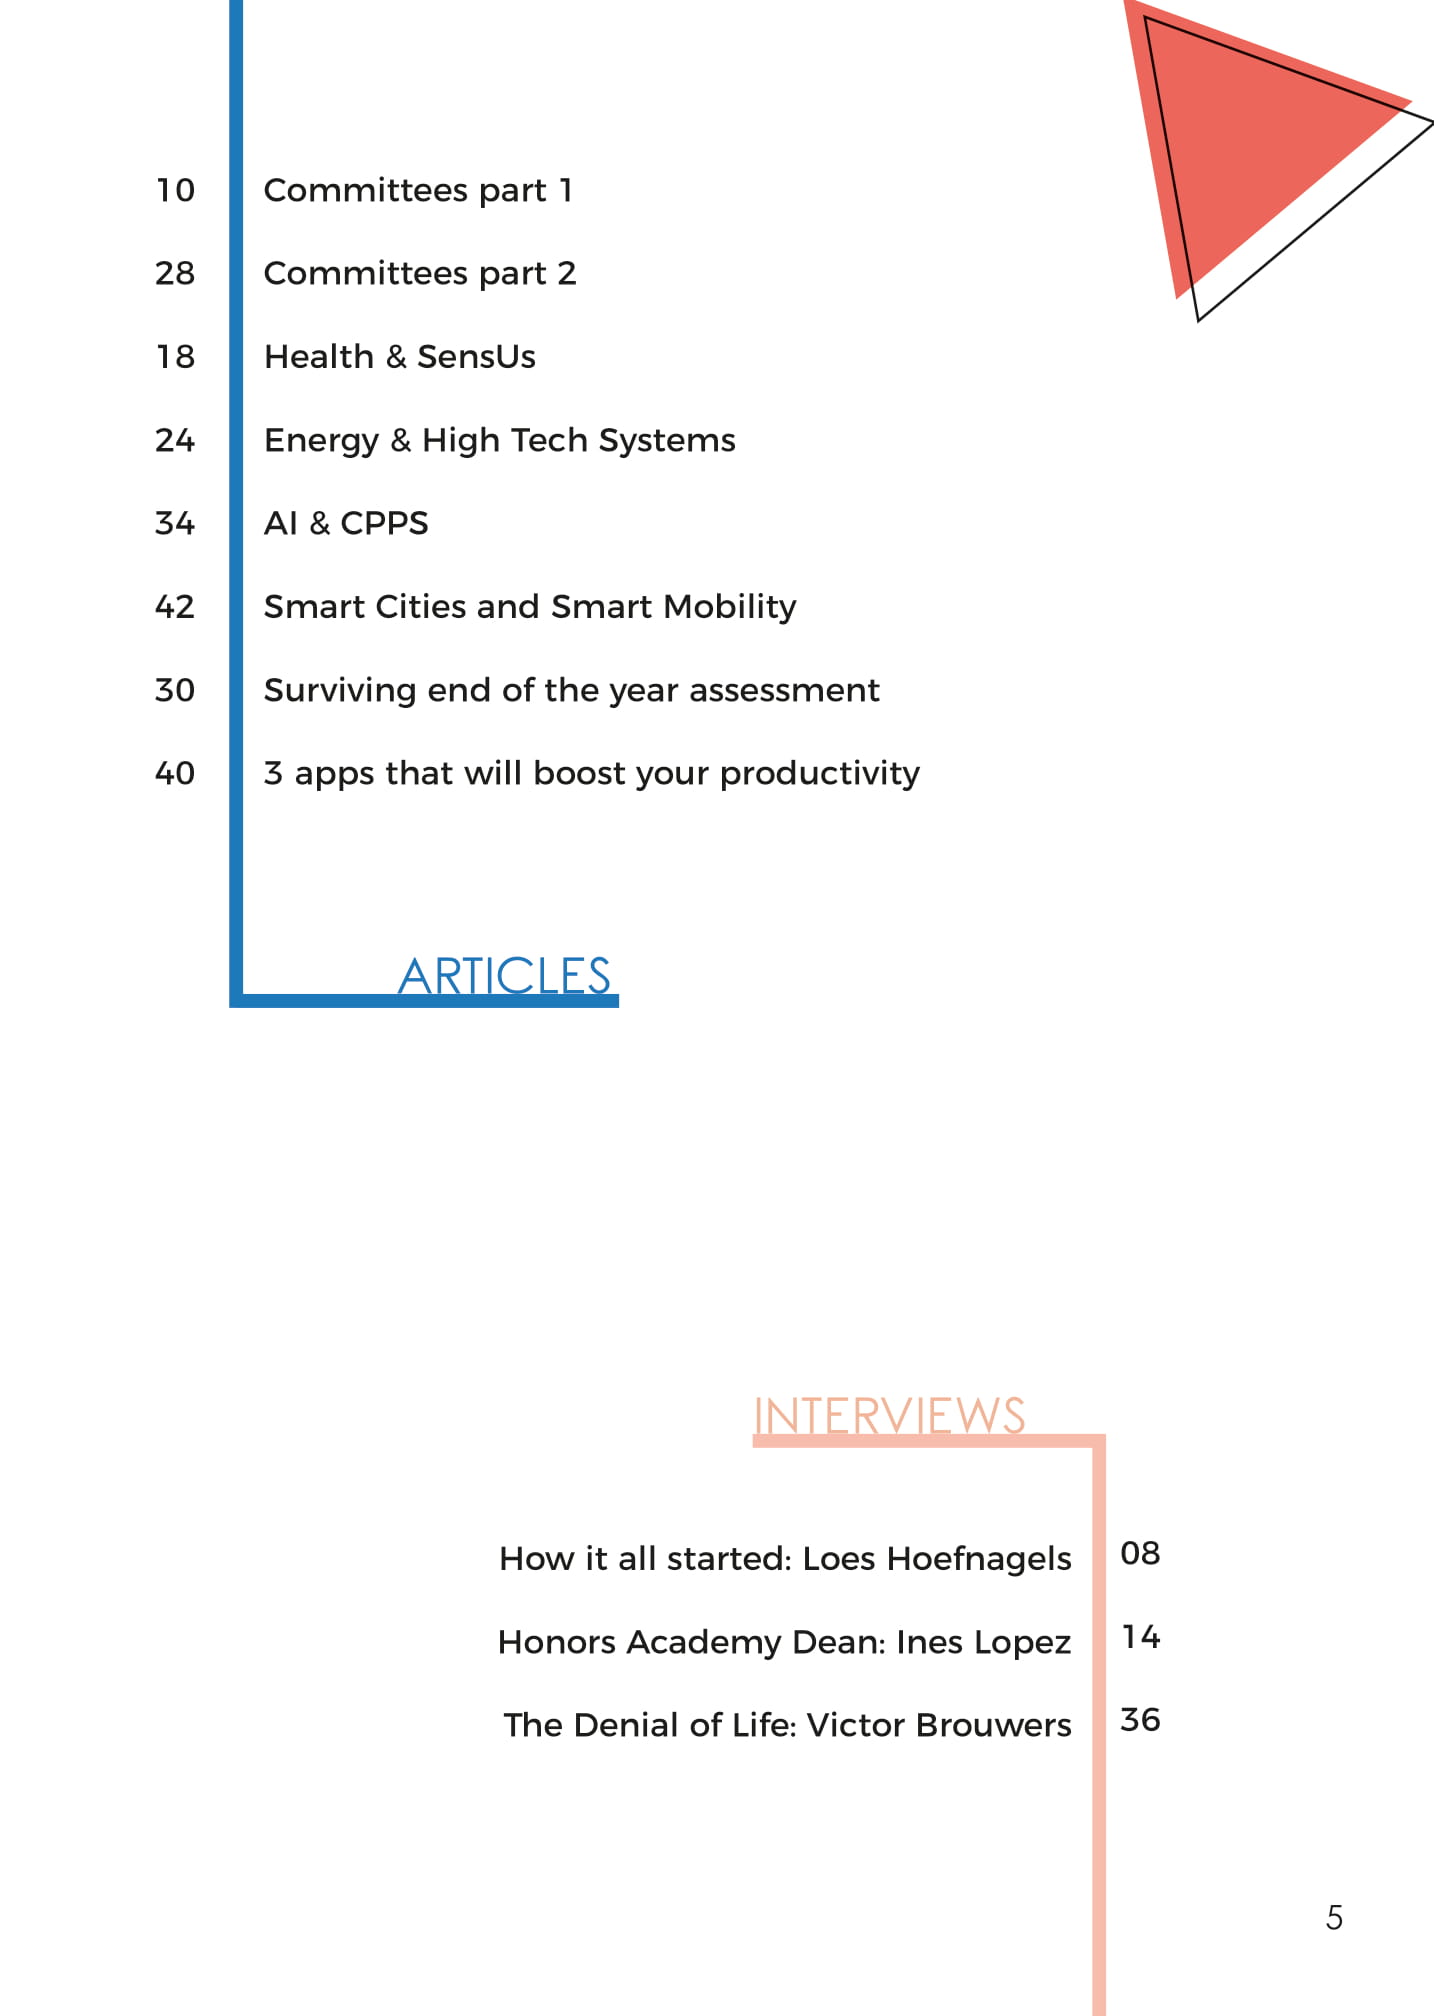 10 Committees part 1
28 Committees part 2
18 Health & SensUs
24 Energy & High Tech Systems
34 AI & CPPS
42 Smart Cities and Smart Mobility
30 Surviving end of the year assessment
40 3 apps that will boost your productivity
ARTICLES
INTERVIEWS
How it all started: Loes Hoefnagels 08
Honors Academy Dean: Ines Lopez 14
The Denial of Life: Victor Brouwers 36
5